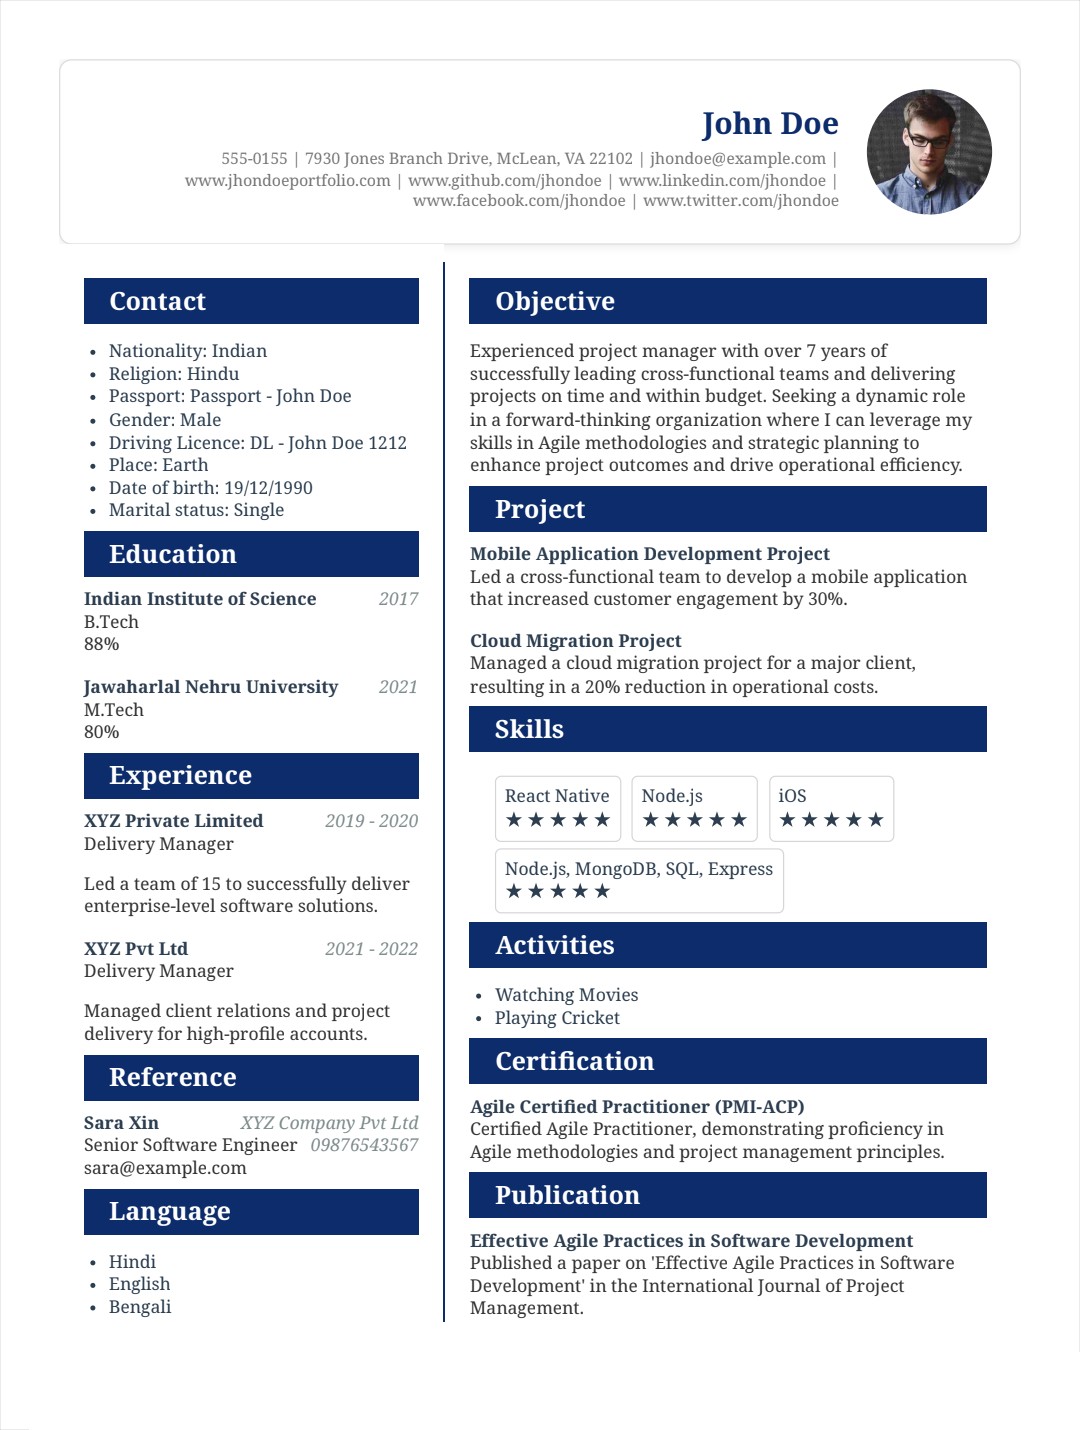 John Doe
555-0155 | 7930 Jones Branch Drive, McLean, VA 22102 | jhondoe@example.com |
www.jhondoeportfolio.com | www.github.com/jhondoe | www.linkedin.com/jhondoe |
www.facebook.com/jhondoe | www.twitter.com/jhondoe
Contact
• Nationality: Indian
• Religion: Hindu
• Passport: Passport - John Doe
• Gender: Male
• Driving Licence: DL - John Doe 1212
• Place: Earth
• Date of birth: 19/12/1990
• Marital status: Single
Education
Indian Institute of Science 2017
B.Tech
88%
Jawaharlal Nehru University 2021
M.Tech
80%
Experience
XYZ Private Limited 2019 - 2020
Delivery Manager
Led a team of 15 to successfully deliver
enterprise-level software solutions.
XYZ Pvt Ltd 2021 - 2022
Delivery Manager
Managed client relations and project
delivery for high-profile accounts.
Reference
Sara Xin XYZ Company Pvt Ltd
Senior Software Engineer 09876543567
sara@example.com
Language
• Hindi
• English
• Bengali
Objective
Experienced project manager with over 7 years of
successfully leading cross-functional teams and delivering
projects on time and within budget. Seeking a dynamic role
in a forward-thinking organization where I can leverage my
skills in Agile methodologies and strategic planning to
enhance project outcomes and drive operational efficiency.
Project
Mobile Application Development Project
Led a cross-functional team to develop a mobile application
that increased customer engagement by 30%.
Cloud Migration Project
Managed a cloud migration project for a major client,
resulting in a 20% reduction in operational costs.
Skills
React Native Node.js iOS
★★★★★ ★★★★★ ★★★★★
Node.js, MongoDB, SQL, Express
★★★★★
Activities
• Watching Movies
• Playing Cricket
Certification
Agile Certified Practitioner (PMI-ACP)
Certified Agile Practitioner, demonstrating proficiency in
Agile methodologies and project management principles.
Publication
Effective Agile Practices in Software Development
Published a paper on 'Effective Agile Practices in Software
Development' in the International Journal of Project
Management.